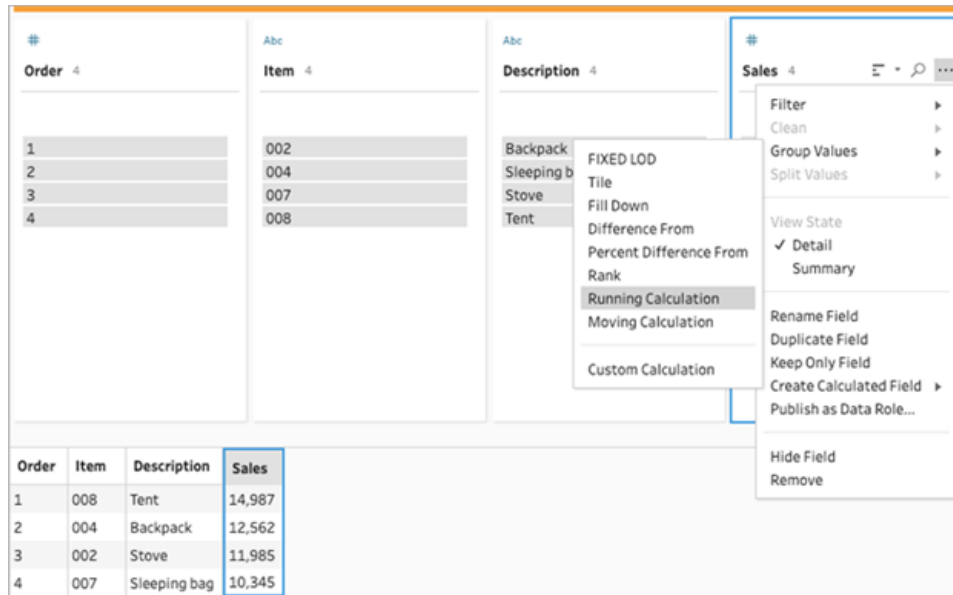 #
Order 4
1
2
3
4
Abc
Item 4
002
004
007
008
Abc
Description 4
Backpack
Sleeping b
Stove
Tent
#
Sales 4
...
FIXED LOD
Tile
Fill Down
Difference From
Percent Difference From
Rank
Running Calculation
Moving Calculation
Custom Calculation
Filter
Clean
Group Values
Split Values
View State
✓ Detail
Summary
Rename Field
Duplicate Field
Keep Only Field
Create Calculated Field
Publish as Data Role...
Hide Field
Remove
Order Item Description Sales
1 008 Tent 14,987
2 004 Backpack 12,562
3 002 Stove 11,985
4 007 Sleeping bag 10,345